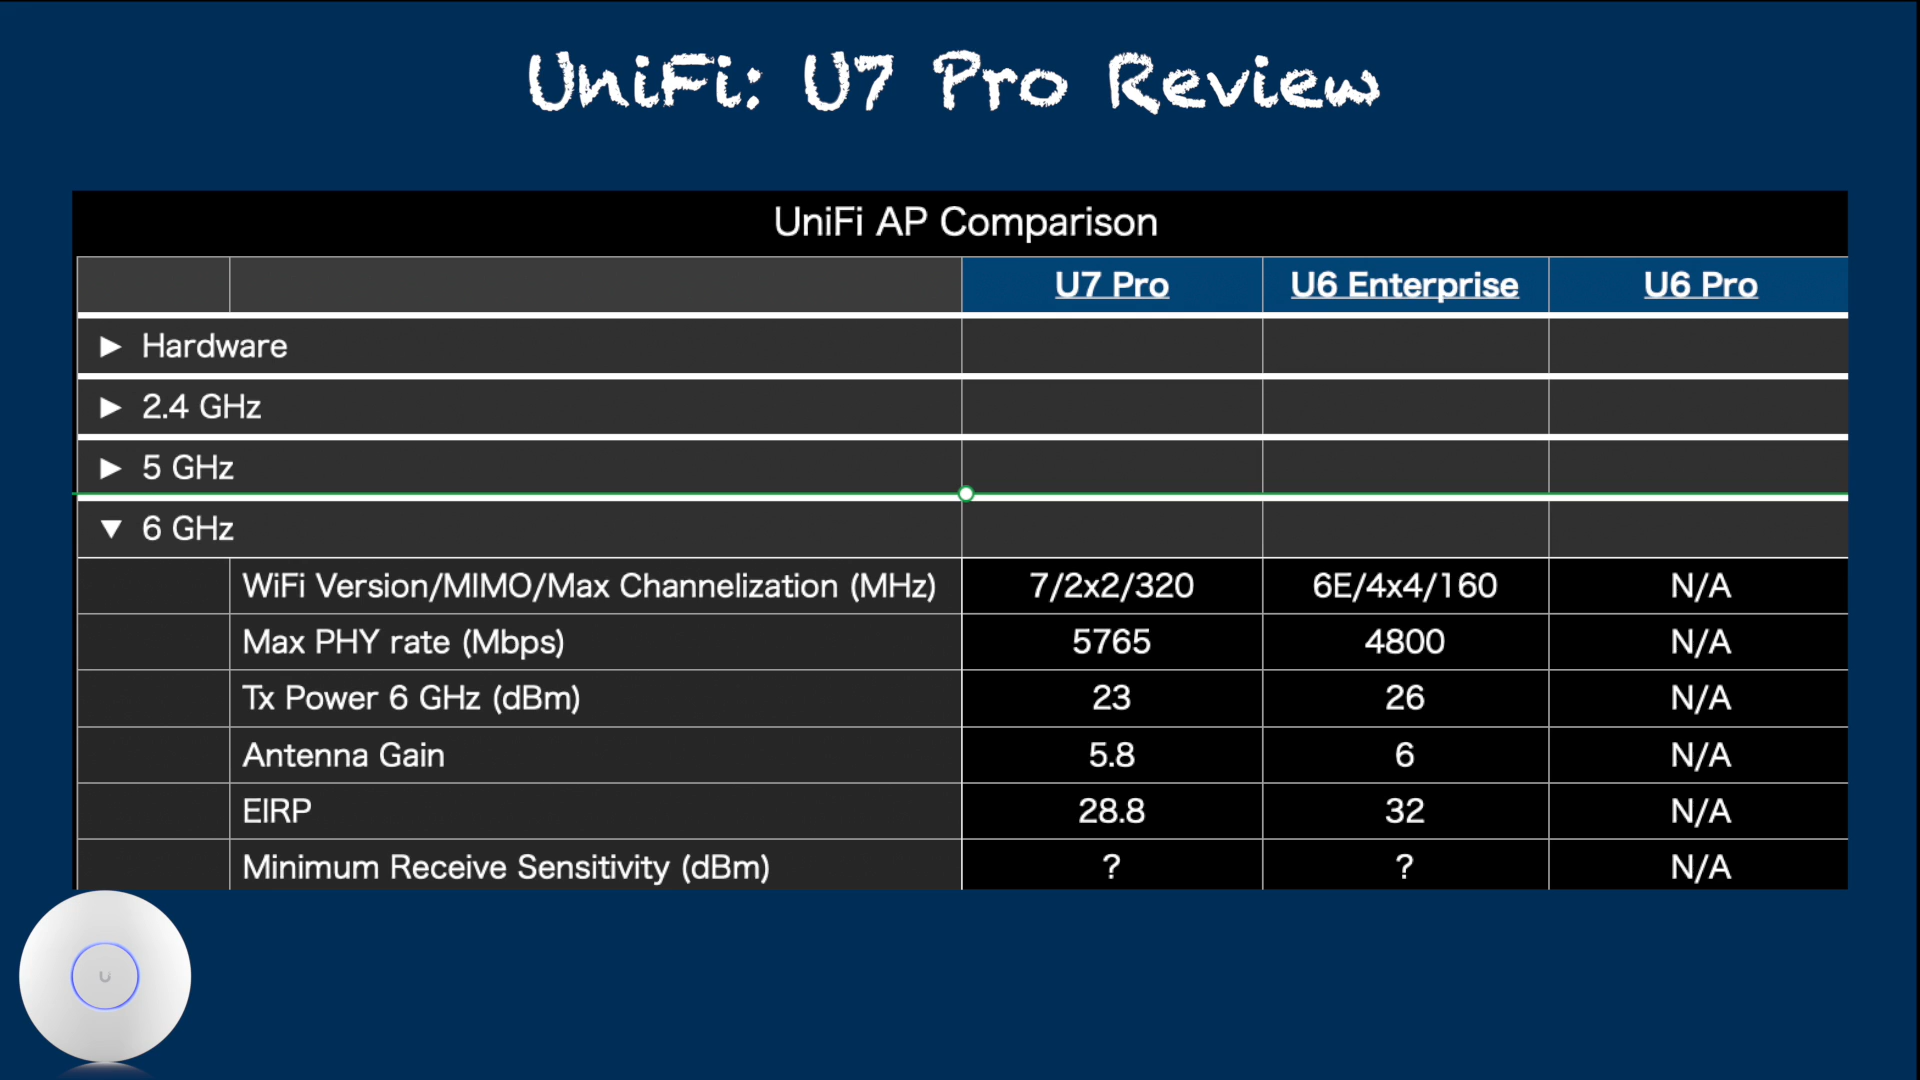 UniFi: U7 Pro Review
UniFi AP Comparison
U7 Pro U6 Enterprise U6 Pro
▶ Hardware
▶ 2.4 GHz
▶ 5 GHz
▼ 6 GHz
WiFi Version/MIMO/Max Channelization (MHz) 7/2x2/320 6E/4x4/160 N/A
Max PHY rate (Mbps) 5765 4800 N/A
Tx Power 6 GHz (dBm) 23 26 N/A
Antenna Gain 5.8 6 N/A
EIRP 28.8 32 N/A
Minimum Receive Sensitivity (dBm) ? ? N/A
U